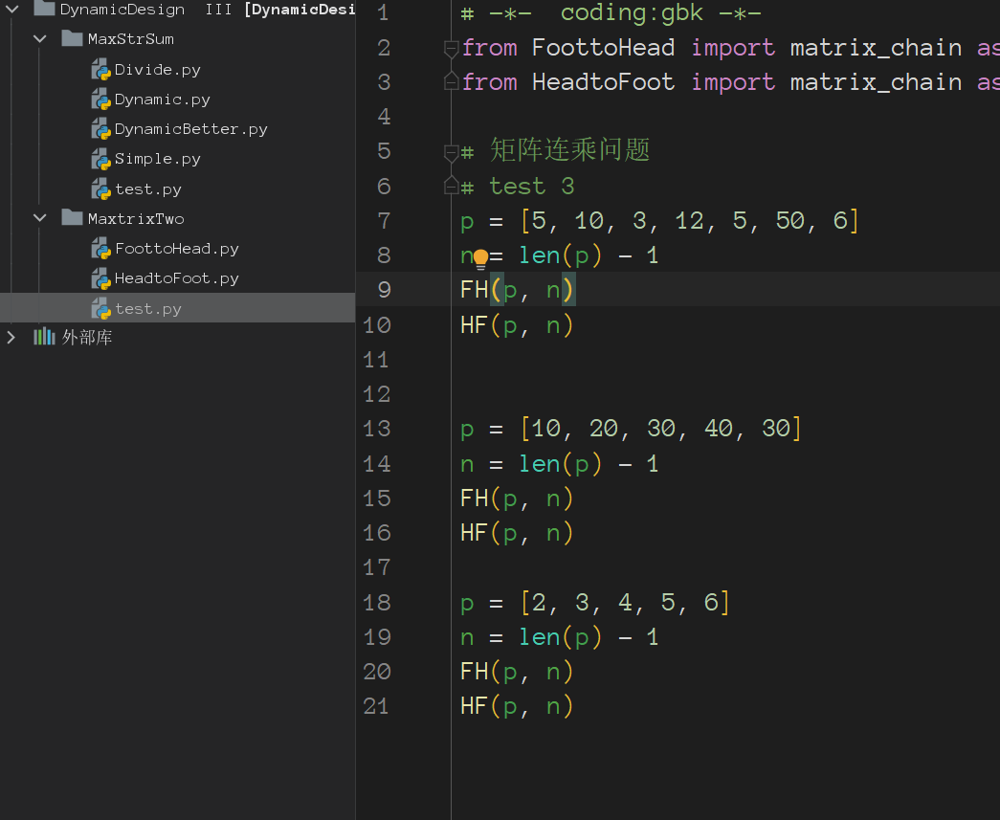 DynamicDesign III [DynamicDesi
MaxStrSum
Divide.py
Dynamic.py
DynamicBetter.py
Simple.py
test.py
MaxtrixTwo
FoottoHead.py
HeadtoFoot.py
test.py
外部库
1 # -*- coding:gbk -*-
2 from FoottoHead import matrix_chain as
3 from HeadtoFoot import matrix_chain as
4
5 # 矩阵连乘问题
6 # test 3
7 p = [5, 10, 3, 12, 5, 50, 6]
8 n = len(p) - 1
9 FH(p, n)
10 HF(p, n)
11
12
13 p = [10, 20, 30, 40, 30]
14 n = len(p) - 1
15 FH(p, n)
16 HF(p, n)
17
18 p = [2, 3, 4, 5, 6]
19 n = len(p) - 1
20 FH(p, n)
21 HF(p, n)